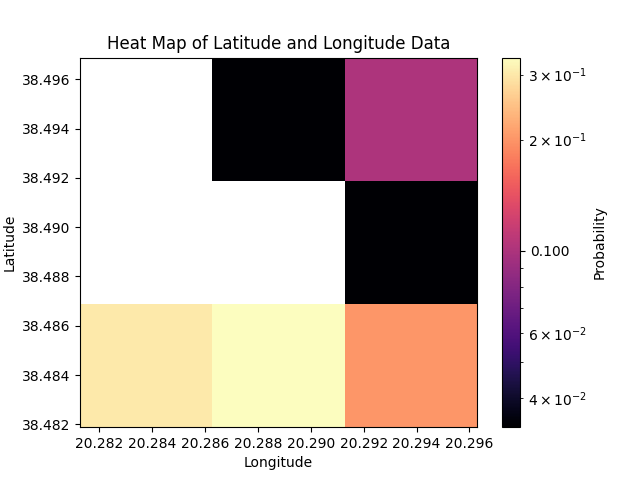 Heat Map of Latitude and Longitude Data
38.496
38.494
38.492
38.490
38.488
38.486
38.484
38.482
Latitude
20.282 20.284 20.286 20.288 20.290 20.292 20.294 20.296
Longitude
3 × 10⁻¹
2 × 10⁻¹
0.100
6 × 10⁻²
4 × 10⁻²
Probability